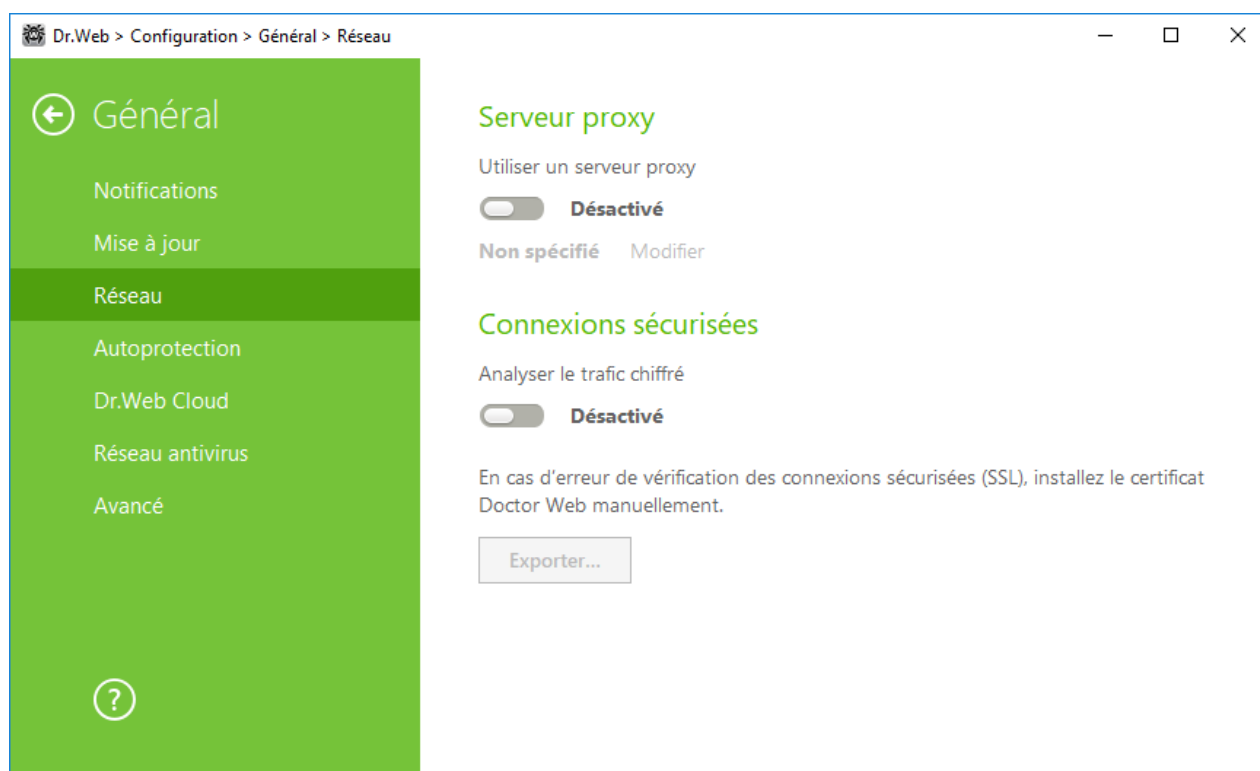 Dr.Web > Configuration > Général > Réseau
Général
Notifications
Mise à jour
Réseau
Autoprotection
Dr.Web Cloud
Réseau antivirus
Avancé
?
Serveur proxy
Utiliser un serveur proxy
Désactivé
Non spécifié Modifier
Connexions sécurisées
Analyser le trafic chiffré
Désactivé
En cas d'erreur de vérification des connexions sécurisées (SSL), installez le certificat
Doctor Web manuellement.
Exporter...